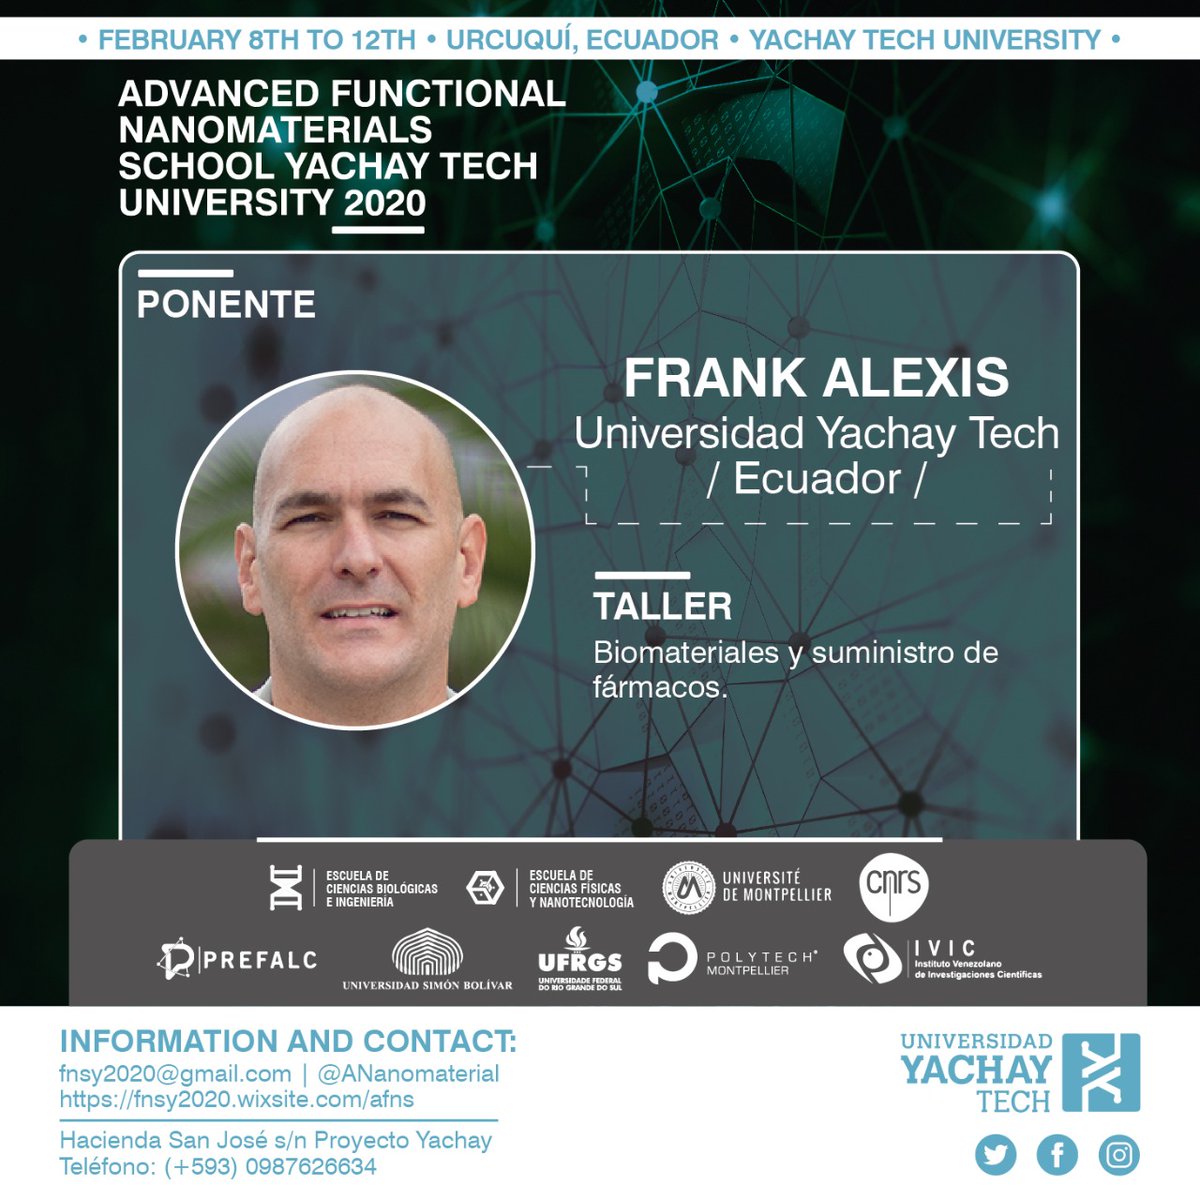 • FEBRUARY 8TH TO 12TH • URCUQUÍ, ECUADOR • YACHAY TECH UNIVERSITY •
ADVANCED FUNCTIONAL
NANOMATERIALS
SCHOOL YACHAY TECH
UNIVERSITY 2020
PONENTE
FRANK ALEXIS
Universidad Yachay Tech
/ Ecuador /
TALLER
Biomateriales y suministro de
fármacos.
ESCUELA DE
CIENCIAS BIOLÓGICAS
E INGENIERÍA
ESCUELA DE
CIENCIAS FÍSICAS
Y NANOTECNOLOGÍA
UNIVERSITÉ
DE MONTPELLIER
cnrs
PREFALC
UNIVERSIDAD SIMÓN BOLÍVAR
UFRGS
UNIVERSIDADE FEDERAL
DO RIO GRANDE DO SUL
POLYTECH
MONTPELLIER
IVIC
Instituto Venezolano
de Investigaciones Científicas
INFORMATION AND CONTACT:
fnsy2020@gmail.com | @ANanomaterial
https://fnsy2020.wixsite.com/afns
Hacienda San José s/n Proyecto Yachay
Teléfono: (+593) 0987626634
UNIVERSIDAD
YACHAY
TECH